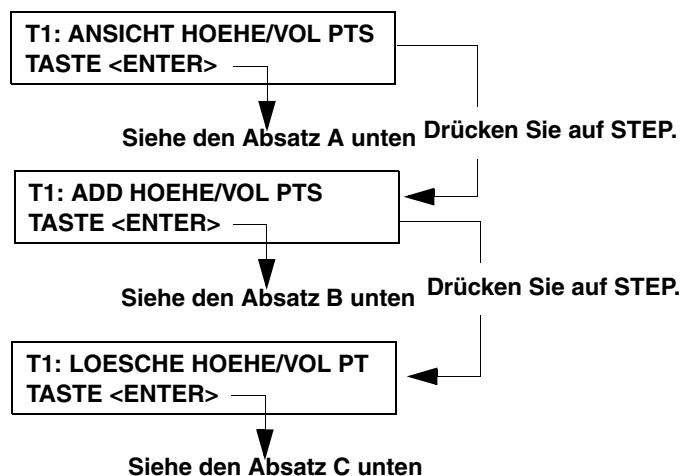 T1: ANSICHT HOEHE/VOL PTS
TASTE <ENTER>
Siehe den Absatz A unten
Drücken Sie auf STEP.
T1: ADD HOEHE/VOL PTS
TASTE <ENTER>
Siehe den Absatz B unten
Drücken Sie auf STEP.
T1: LOESCHE HOEHE/VOL PT
TASTE <ENTER>
Siehe den Absatz C unten